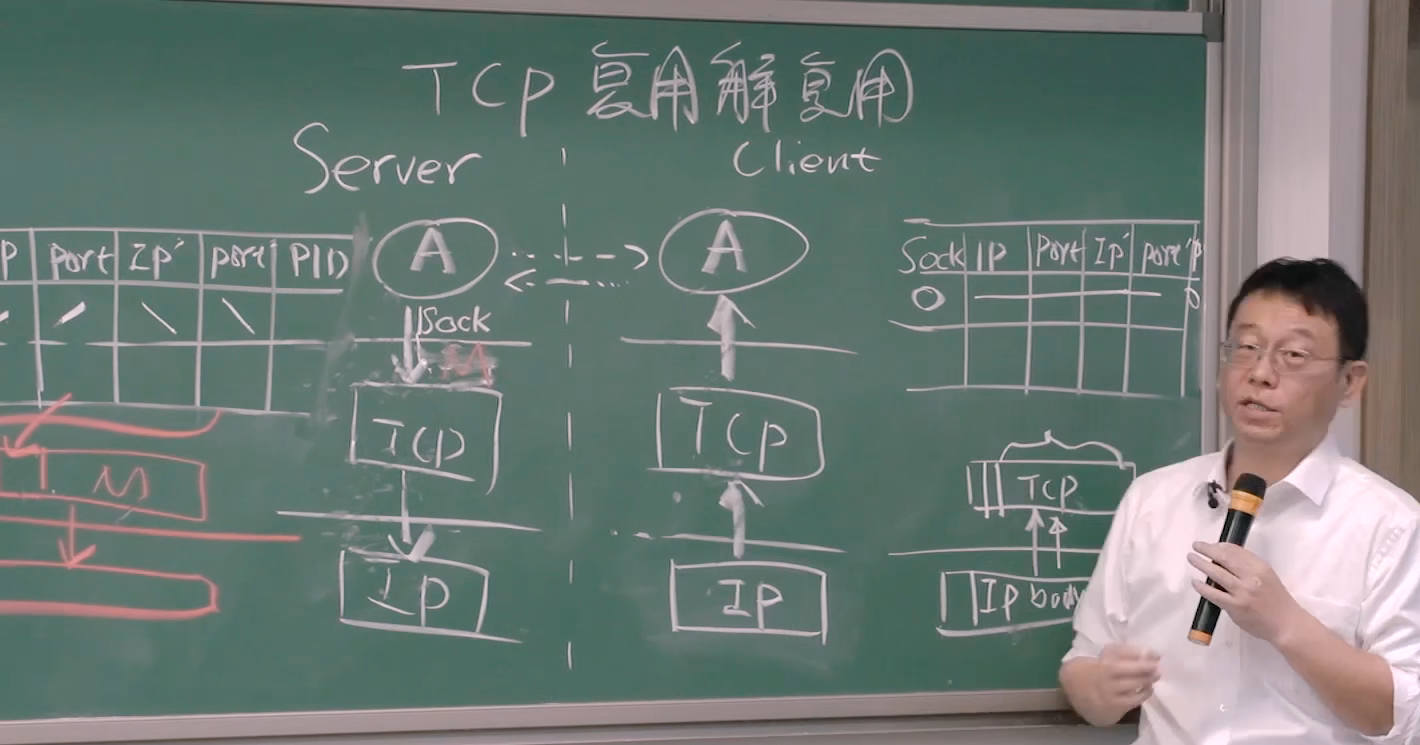 TCP 复用解复用
Server
Client
P Port IP' port' PID
A
A
Sock IP Port IP' port' P
0
0
Sock
M
TCP
TCP
M
TCP
IP
IP
Ip body